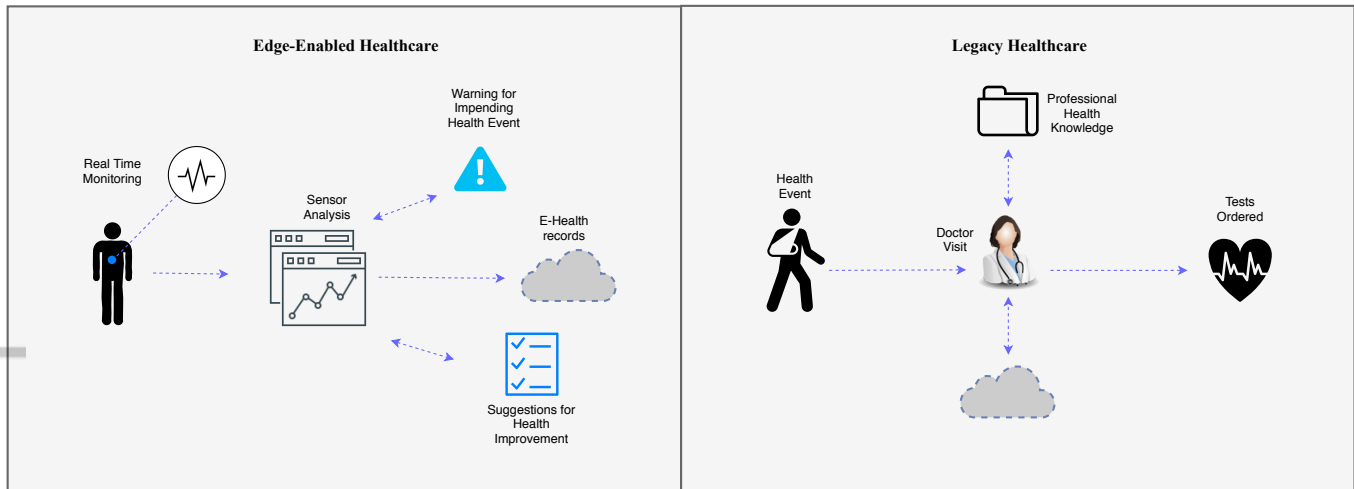 Edge-Enabled Healthcare
Warning for
Impending
Health Event
Real Time
Monitoring
Sensor
Analysis
E-Health
records
Suggestions for
Health
Improvement
Legacy Healthcare
Professional
Health
Knowledge
Health
Event
Doctor
Visit
Tests
Ordered